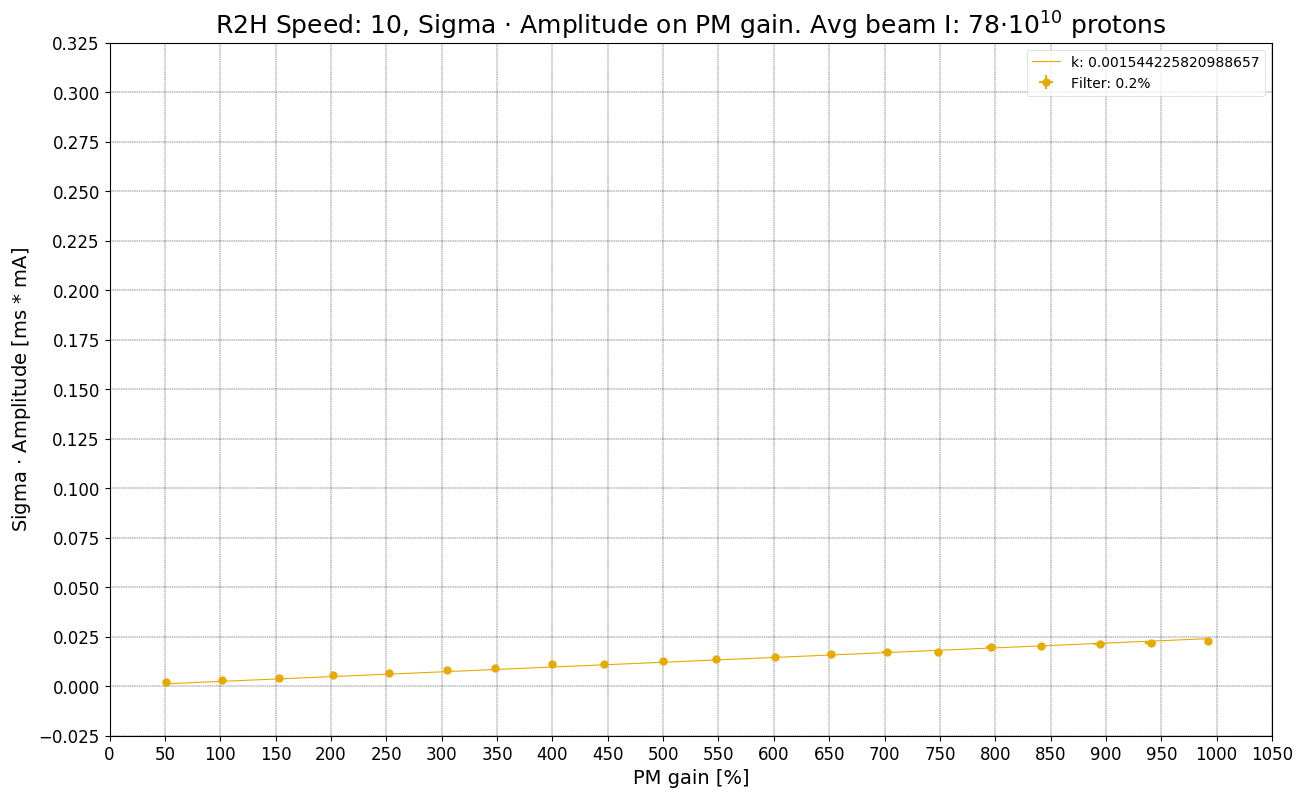 R2H Speed: 10, Sigma · Amplitude on PM gain. Avg beam I: 78·10¹⁰ protons
k: 0.001544225820988657
Filter: 0.2%
Sigma · Amplitude [ms * mA]
0.325
0.300
0.275
0.250
0.225
0.200
0.175
0.150
0.125
0.100
0.075
0.050
0.025
0.000
−0.025
0 50 100 150 200 250 300 350 400 450 500 550 600 650 700 750 800 850 900 950 1000 1050
PM gain [%]